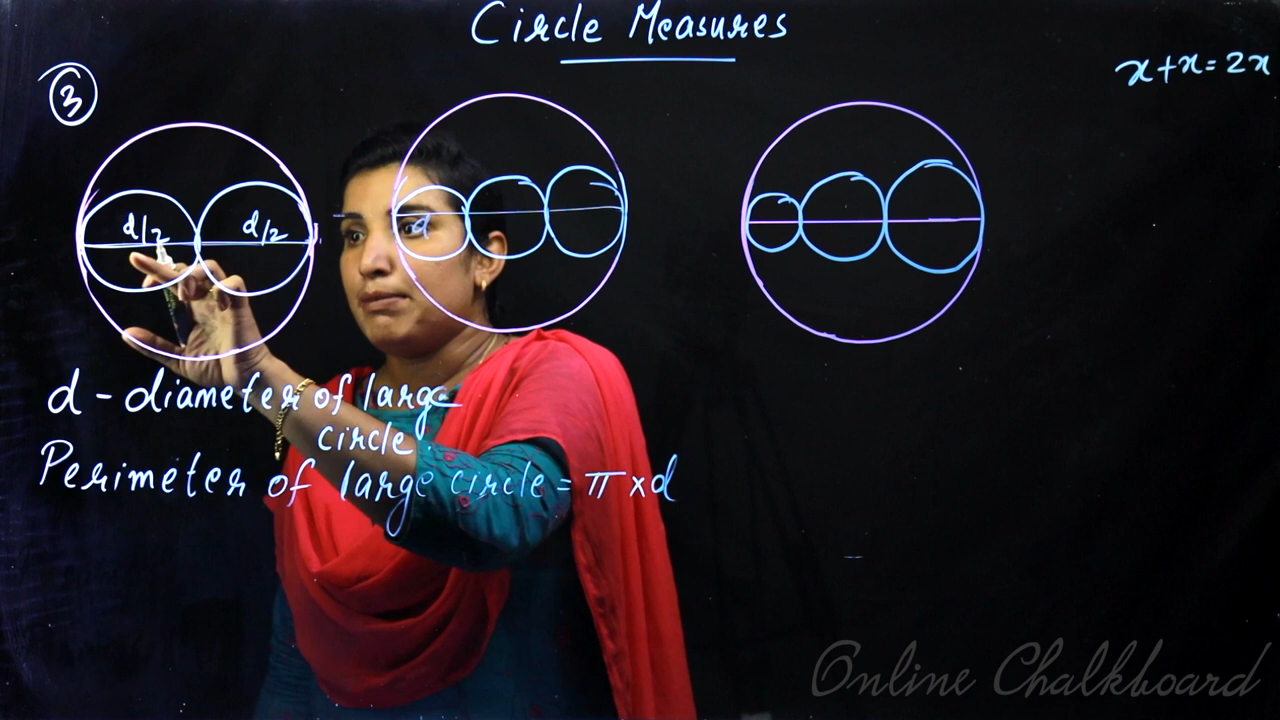 Circle Measures
x+x=2x
3
d/2 d/2 d
d - diameter of large
circle
Perimeter of large circle = π x d
Online Chalkboard